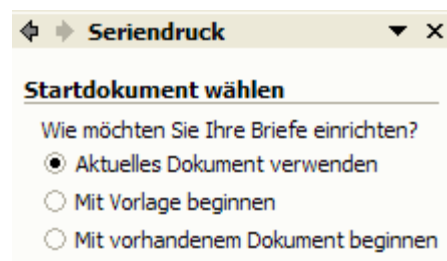 Seriendruck
Startdokument wählen
Wie möchten Sie Ihre Briefe einrichten?
Aktuelles Dokument verwenden
Mit Vorlage beginnen
Mit vorhandenem Dokument beginnen